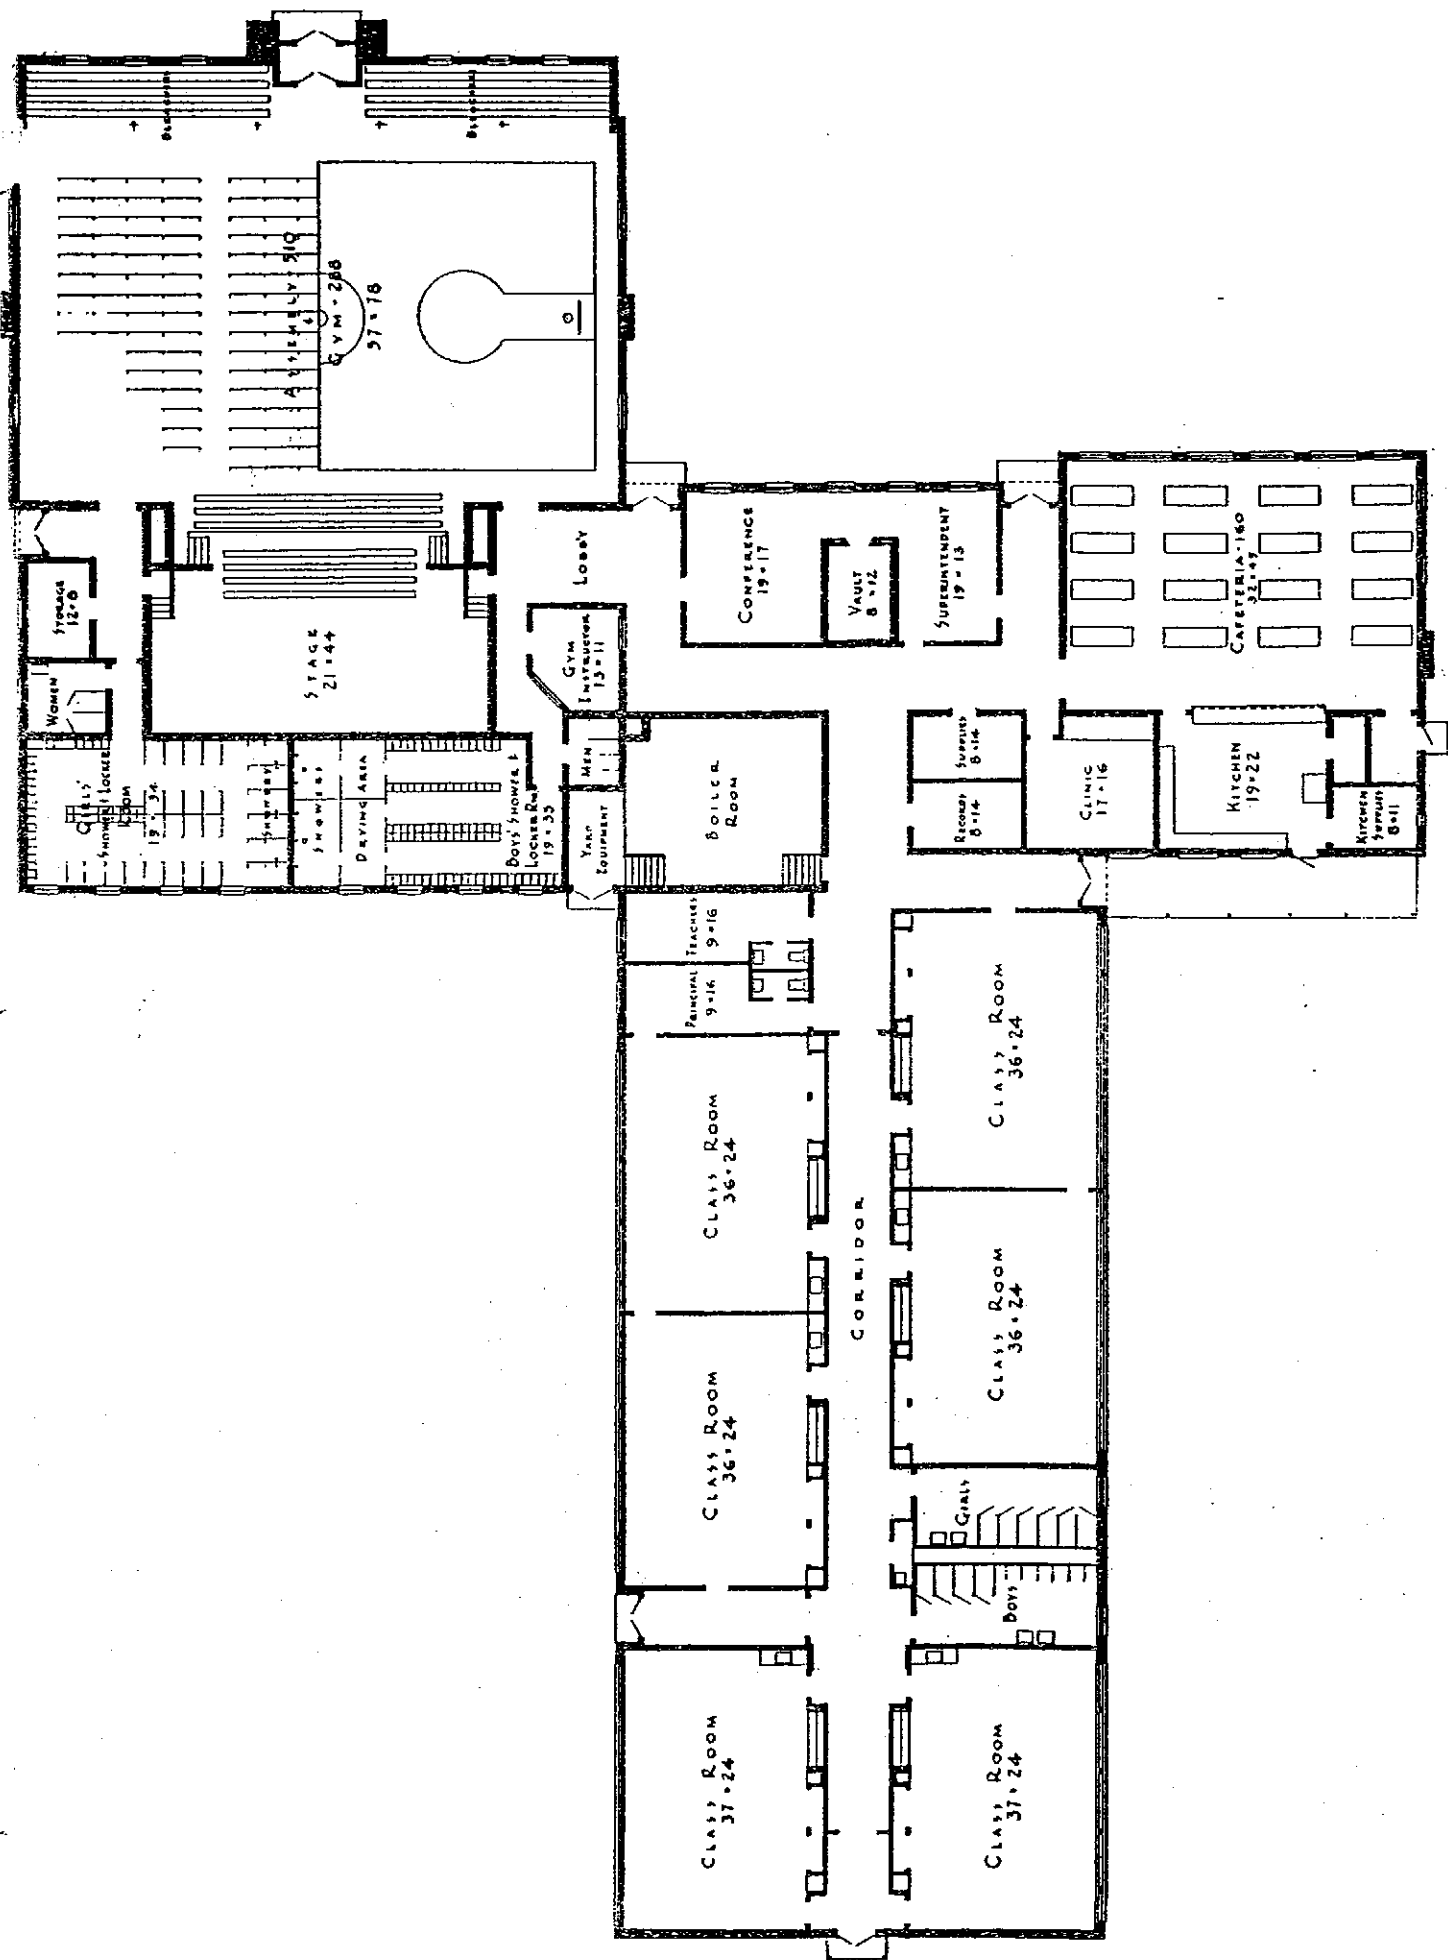 BLEACHERS
BLEACHERS
ASSEMBLY 510
GYM - 288
57 × 78
STORAGE
12 × 8
WOMEN
STAGE
21 × 44
LOBBY
GYM
INSTRUCTOR
13 × 11
CONFERENCE
19 × 17
VAULT
8 × 12
SUPERINTENDENT
19 × 13
CAFETERIA - 160
32 × 49
GIRLS'
SHOWER & LOCKER
ROOM
19 × 34
SHOWERS
SHOWERS
DRYING AREA
BOYS SHOWER &
LOCKER RM
19 × 35
MEN
YARD
EQUIPMENT
BOILER
ROOM
SUPPLIES
8 × 14
RECORDS
8 × 14
CLINIC
17 × 16
KITCHEN
19 × 22
KITCHEN
SUPPLIES
8 × 11
TEACHERS
9 × 16
PRINCIPAL
9 × 16
CLASS ROOM
36 × 24
CLASS ROOM
36 × 24
CORRIDOR
CLASS ROOM
36 × 24
CLASS ROOM
36 × 24
GIRLS
BOYS
CLASS ROOM
37 × 24
CLASS ROOM
37 × 24